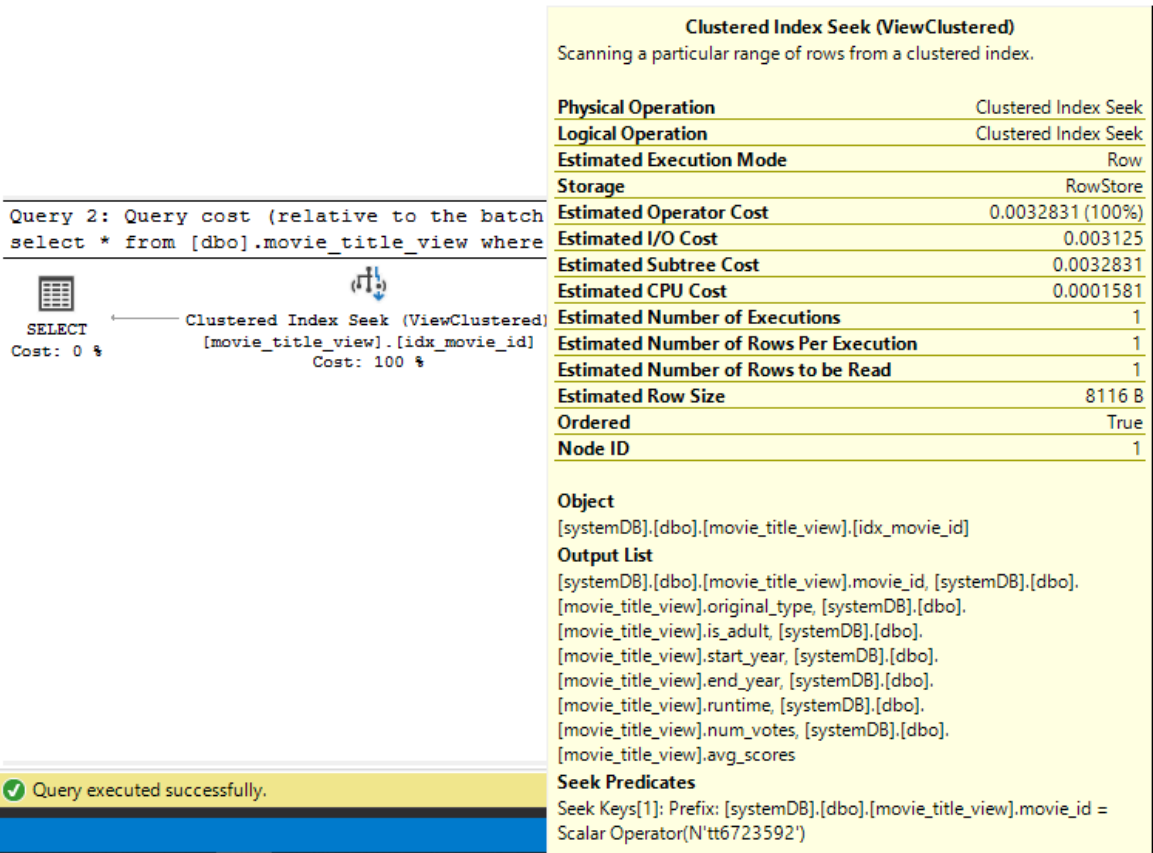 Query 2: Query cost (relative to the batch
select * from [dbo].movie_title_view where
SELECT
Cost: 0 %
Clustered Index Seek (ViewClustered)
[movie_title_view].[idx_movie_id]
Cost: 100 %
Query executed successfully.
Clustered Index Seek (ViewClustered)
Scanning a particular range of rows from a clustered index.
Physical Operation Clustered Index Seek
Logical Operation Clustered Index Seek
Estimated Execution Mode Row
Storage RowStore
Estimated Operator Cost 0.0032831 (100%)
Estimated I/O Cost 0.003125
Estimated Subtree Cost 0.0032831
Estimated CPU Cost 0.0001581
Estimated Number of Executions 1
Estimated Number of Rows Per Execution 1
Estimated Number of Rows to be Read 1
Estimated Row Size 8116 B
Ordered True
Node ID 1
Object
[systemDB].[dbo].[movie_title_view].[idx_movie_id]
Output List
[systemDB].[dbo].[movie_title_view].movie_id, [systemDB].[dbo].
[movie_title_view].original_type, [systemDB].[dbo].
[movie_title_view].is_adult, [systemDB].[dbo].
[movie_title_view].start_year, [systemDB].[dbo].
[movie_title_view].end_year, [systemDB].[dbo].
[movie_title_view].runtime, [systemDB].[dbo].
[movie_title_view].num_votes, [systemDB].[dbo].
[movie_title_view].avg_scores
Seek Predicates
Seek Keys[1]: Prefix: [systemDB].[dbo].[movie_title_view].movie_id =
Scalar Operator(N'tt6723592')